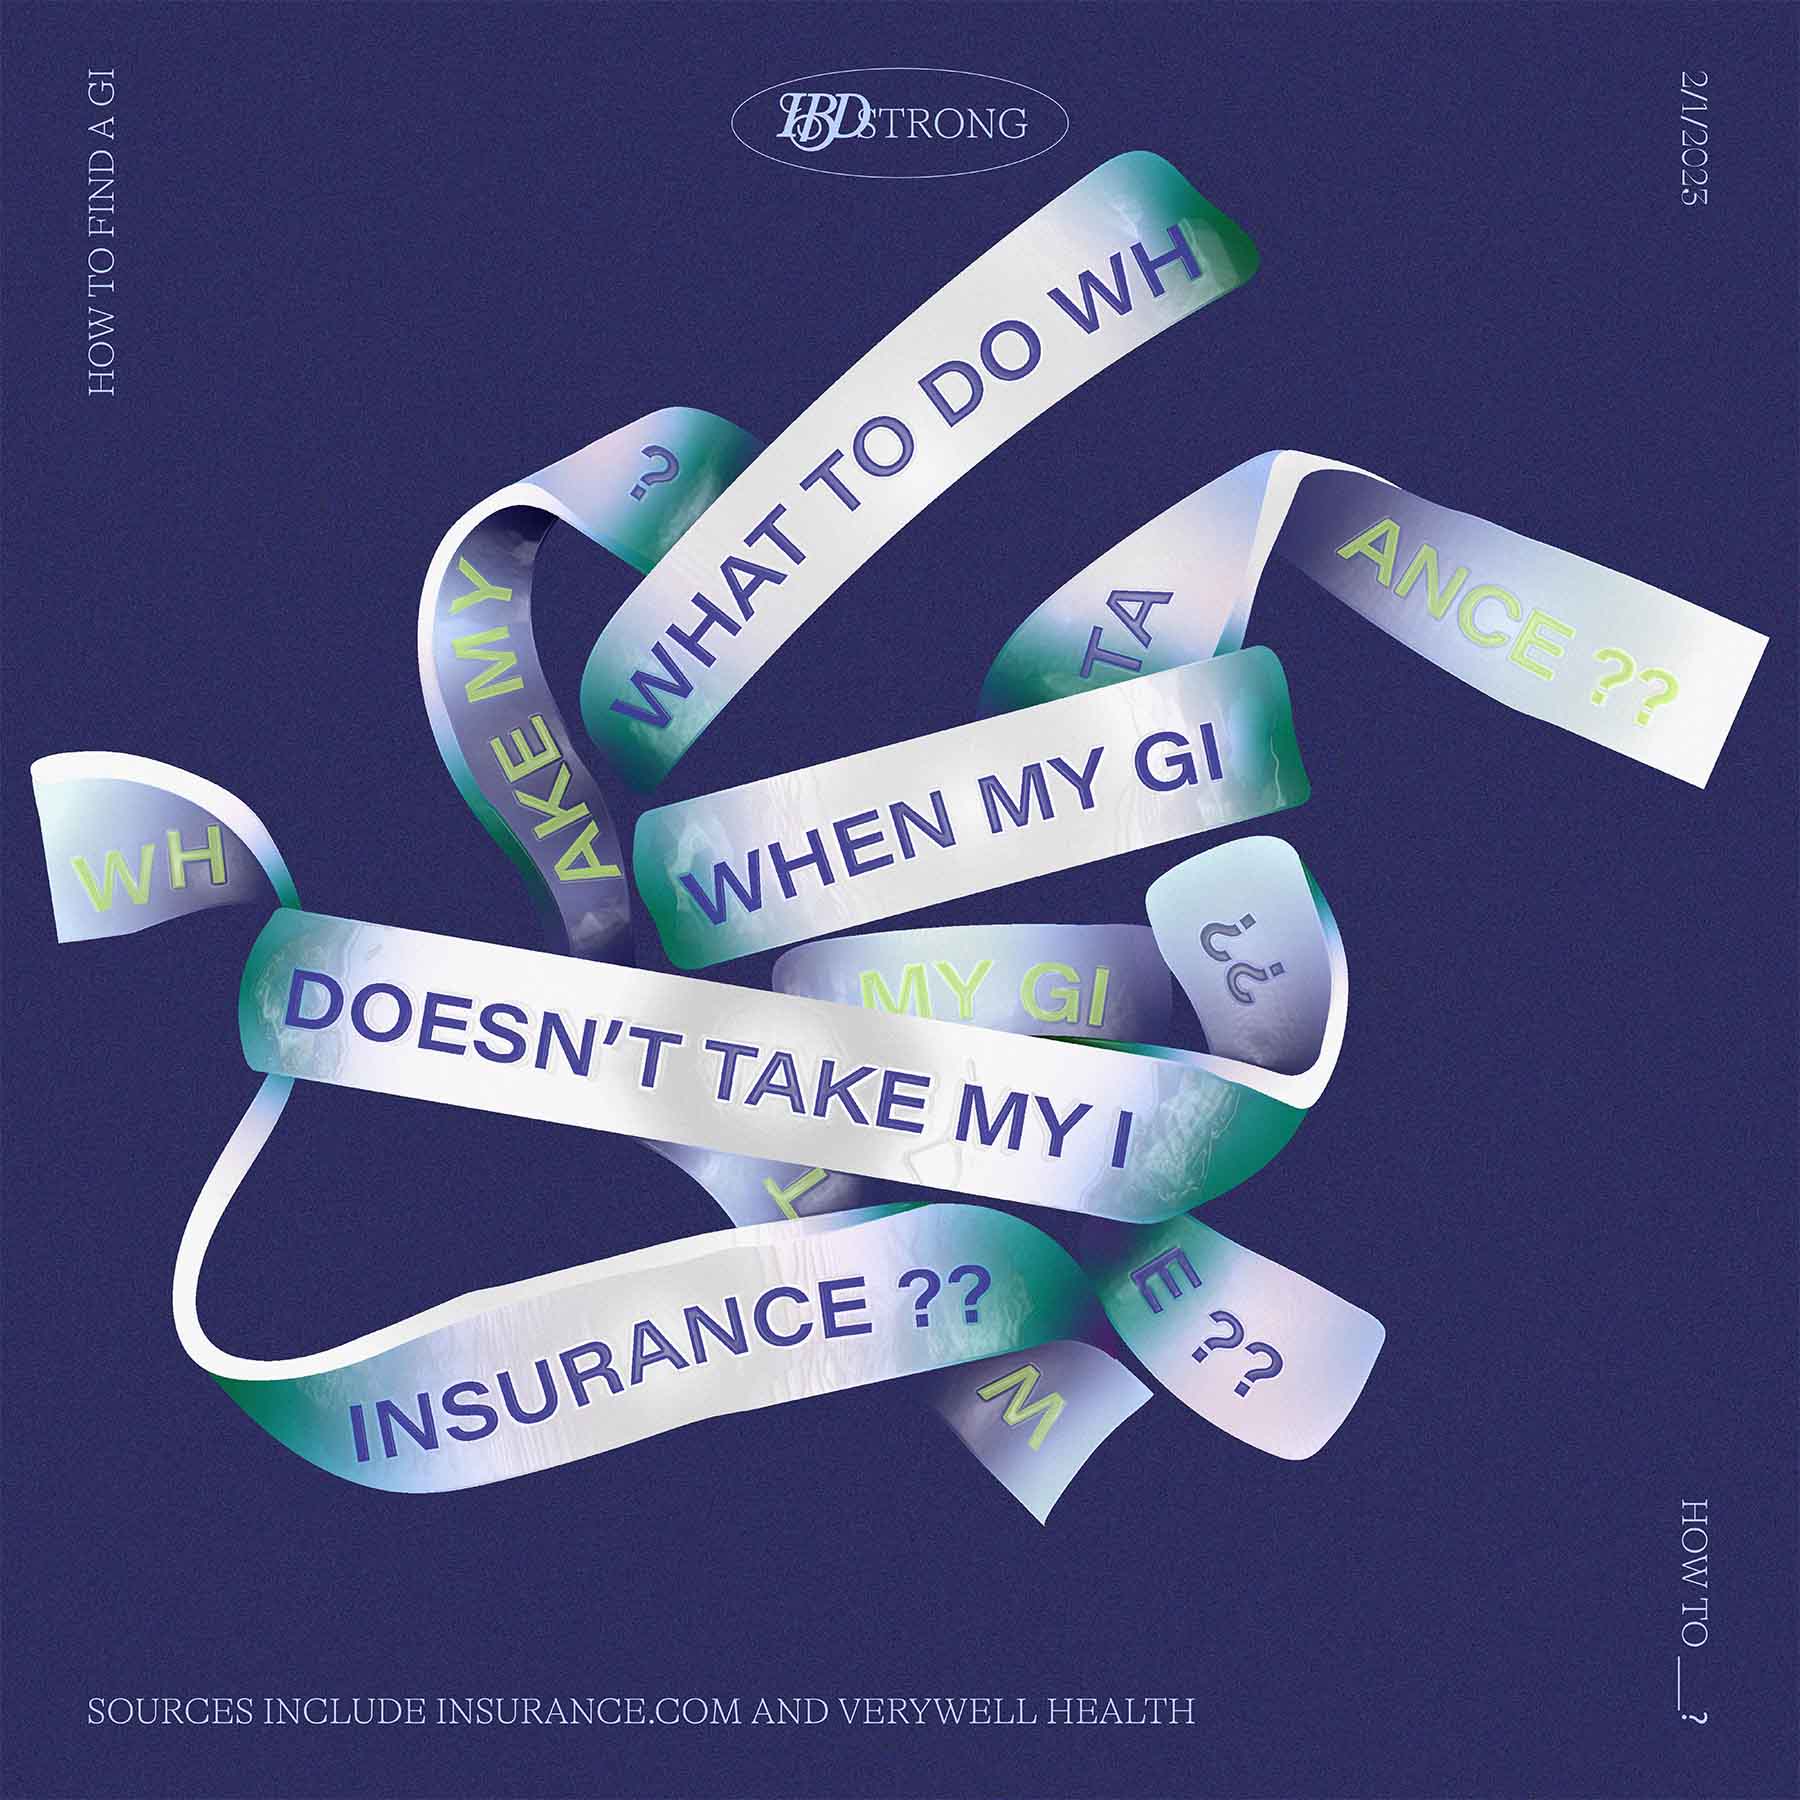 HOW TO FIND A GI
IBDSTRONG
2/1/2023
WHAT TO DO WH
?
AKE MY
TA
ANCE ??
WHEN MY GI
WH
??
MY GI
DOESN'T TAKE MY I
T
INSURANCE ??
E ??
M
HOW TO __?
SOURCES INCLUDE INSURANCE.COM AND VERYWELL HEALTH